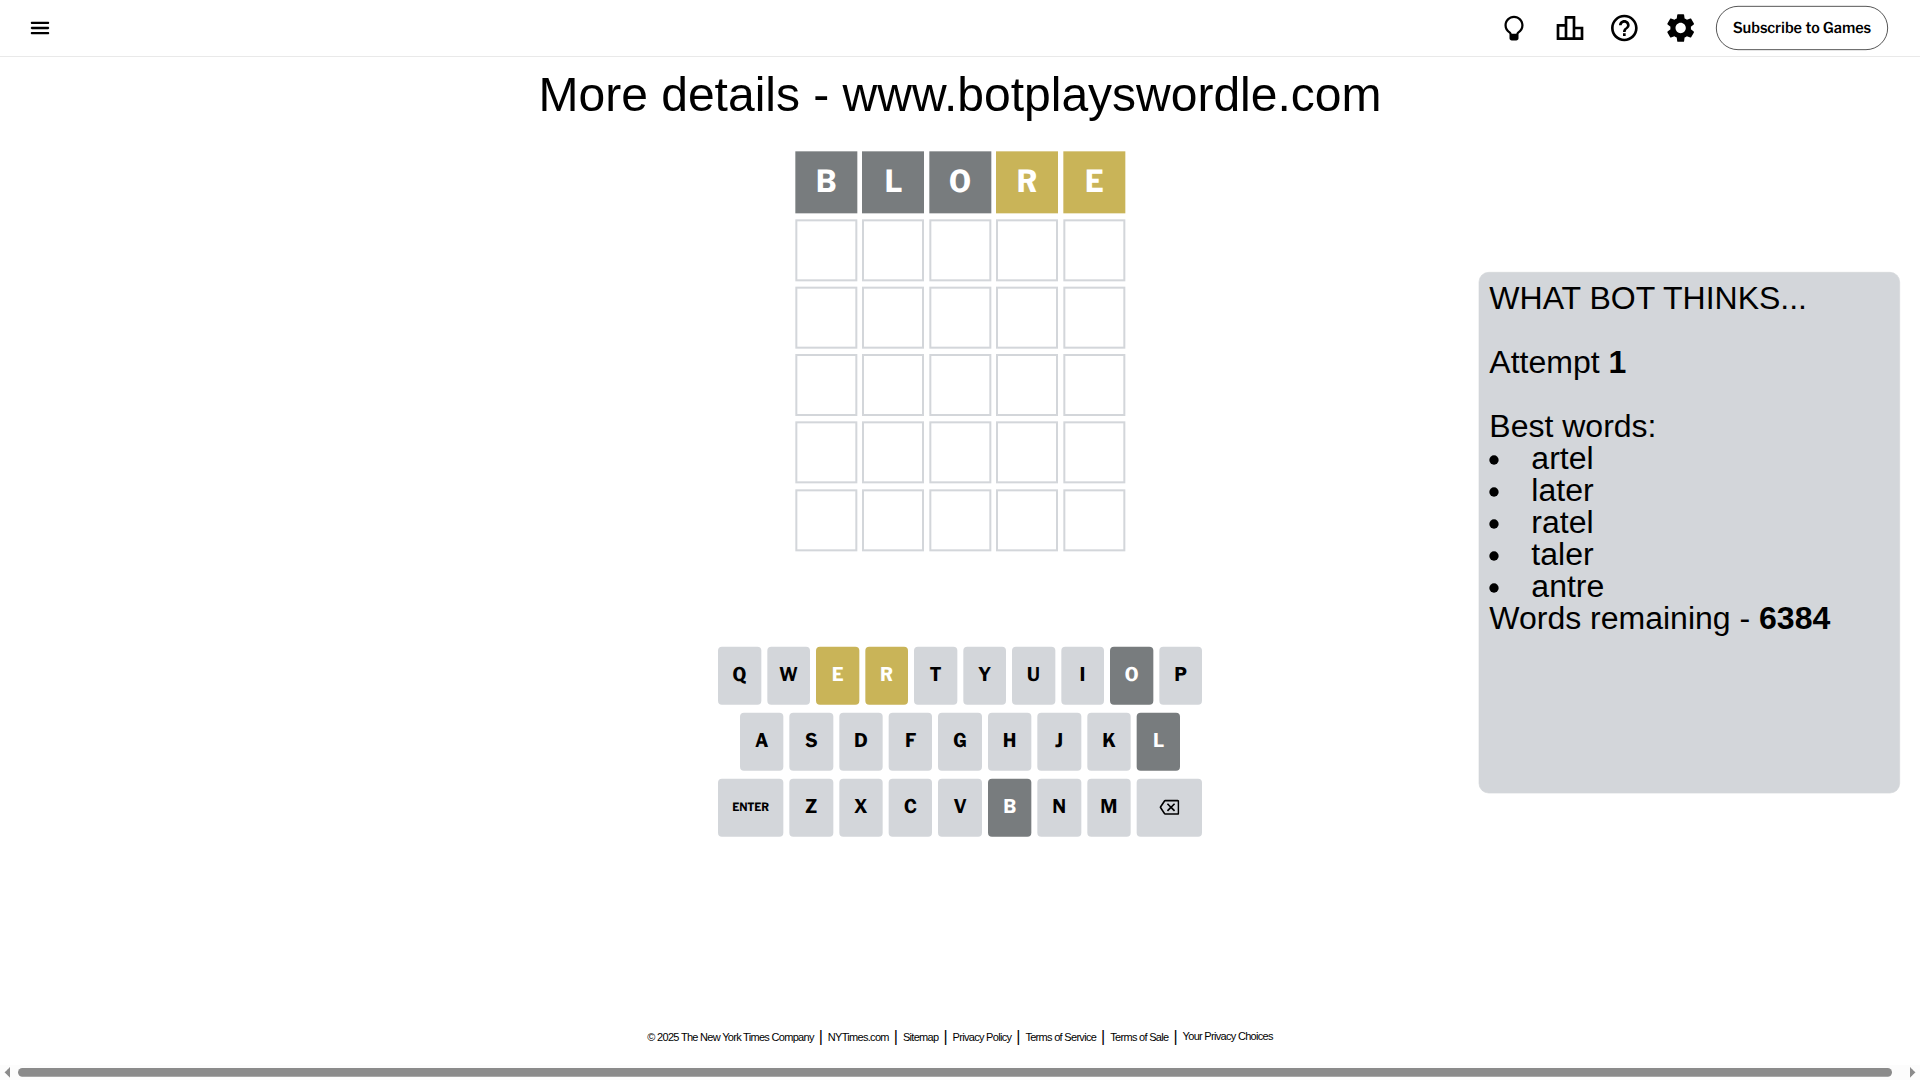 Subscribe to Games
More details - www.botplayswordle.com
B L O R E
WHAT BOT THINKS...
Attempt 1
Best words:
• artel
• later
• ratel
• taler
• antre
Words remaining - 6384
Q W E R T Y U I O P
A S D F G H J K L
ENTER Z X C V B N M
© 2025 The New York Times Company | NYTimes.com | Sitemap | Privacy Policy | Terms of Service | Terms of Sale | Your Privacy Choices